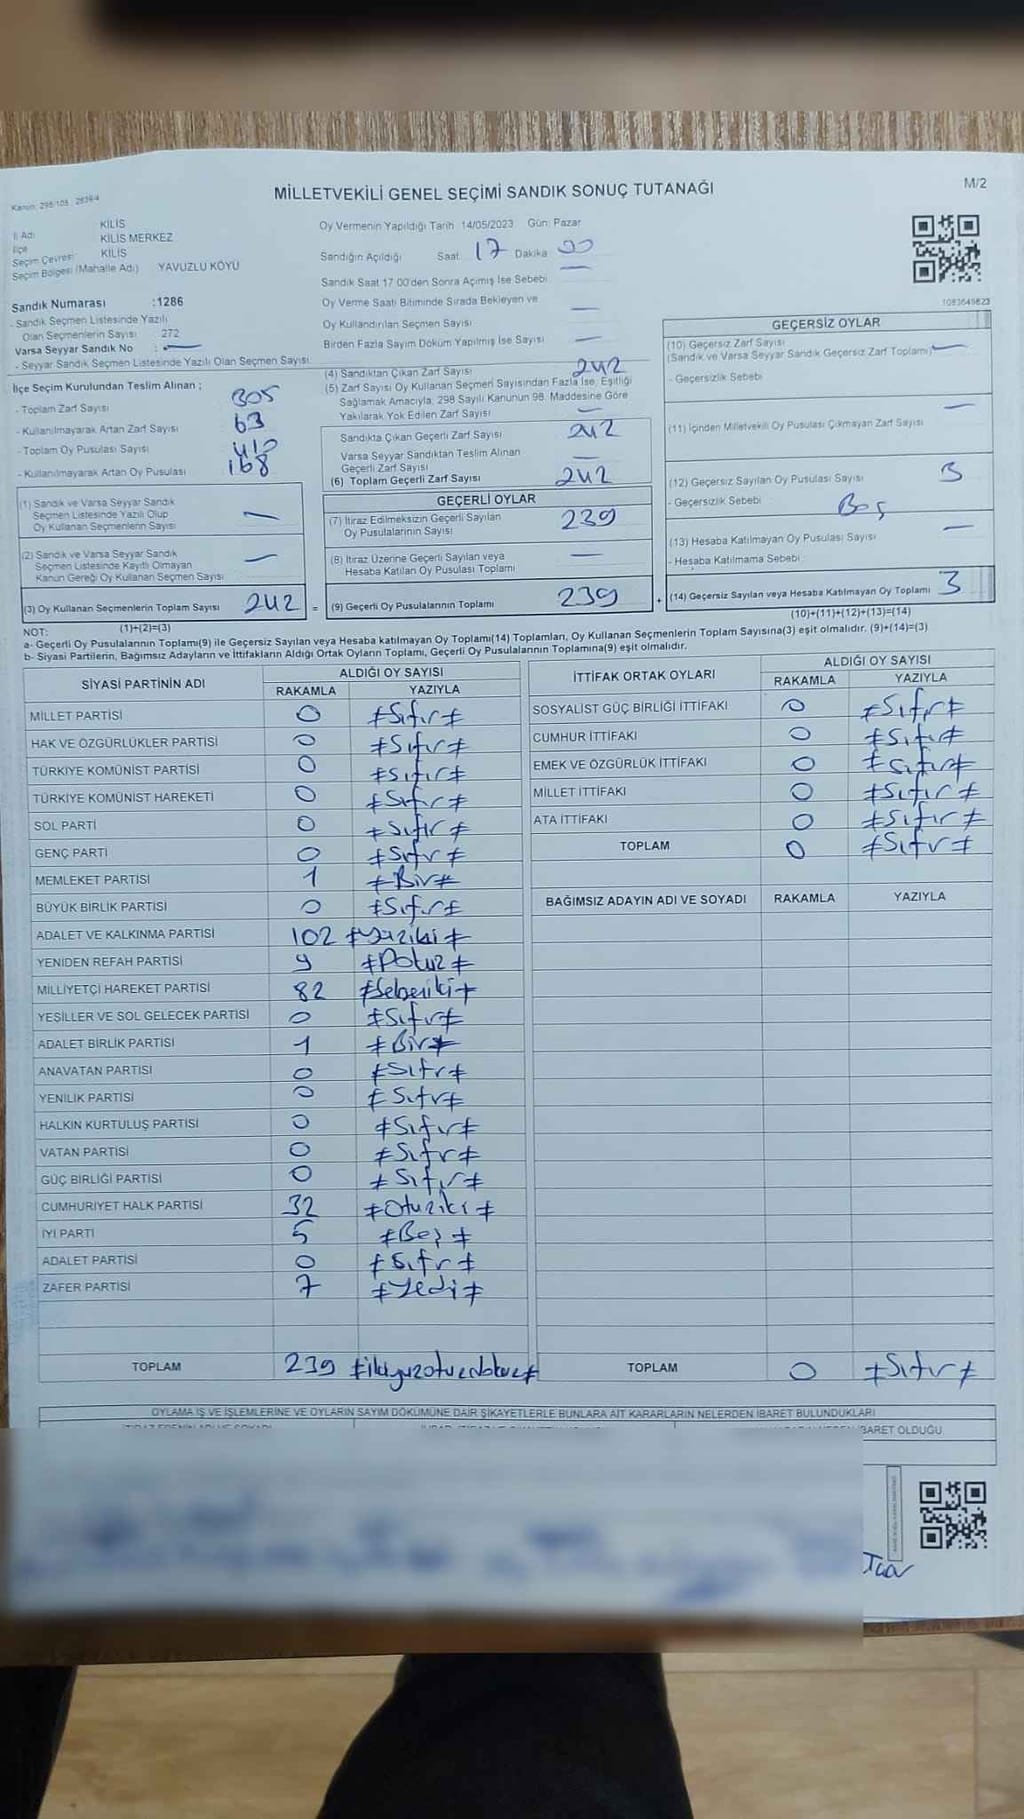 MİLLETVEKİLİ GENEL SEÇİMİ SANDIK SONUÇ TUTANAĞI
M/2
İl Adı KİLİS
İlçe KİLİS MERKEZ
Seçim Çevresi KİLİS
Seçim Bölgesi (Mahalle Adı) YAVUZLU KÖYÜ
Sandık Numarası :1286
- Sandık Seçmen Listesinde Yazılı
Olan Seçmenlerin Sayısı : 272
Varsa Seyyar Sandık No : —
- Seyyar Sandık Seçmen Listesinde Yazılı Olan Seçmen Sayısı
Oy Vermenin Yapıldığı Tarih 14/05/2023 Gün: Pazar
Sandığın Açıldığı Saat 17 Dakika 00
Sandık Saat 17.00'den Sonra Açımış İse Sebebi —
Oy Verme Saati Bitiminde Sırada Bekleyen ve
Oy Kullandırılan Seçmen Sayısı —
Birden Fazla Sayım Döküm Yapılmış İse Sayısı —
1083649823
İlçe Seçim Kurulundan Teslim Alınan ;
- Toplam Zarf Sayısı 305
- Kullanılmayarak Artan Zarf Sayısı 63
- Toplam Oy Pusulası Sayısı 410
- Kullanılmayarak Artan Oy Pusulası 168
(1) Sandık ve Varsa Seyyar Sandık
Seçmen Listesinde Yazılı Olup
Oy Kullanan Seçmenlerin Sayısı —
(2) Sandık ve Varsa Seyyar Sandık
Seçmen Listesinde Kayıtlı Olmayan
Kanun Gereği Oy Kullanan Seçmen Sayısı —
(3) Oy Kullanan Seçmenlerin Toplam Sayısı 242 =
(1)+(2)=(3)
(4) Sandıktan Çıkan Zarf Sayısı 242
(5) Zarf Sayısı Oy Kullanan Seçmen Sayısından Fazla İse, Eşitliği
Sağlamak Amacıyla, 298 Sayılı Kanunun 98. Maddesine Göre
Yakılarak Yok Edilen Zarf Sayısı —
Sandıkta Çıkan Geçerli Zarf Sayısı 242
Varsa Seyyar Sandıktan Teslim Alınan
Geçerli Zarf Sayısı —
(6) Toplam Geçerli Zarf Sayısı 242
GEÇERLİ OYLAR
(7) İtiraz Edilmeksizin Geçerli Sayılan
Oy Pusulalarının Sayısı 239
(8) İtiraz Üzerine Geçerli Sayılan veya
Hesaba Katılan Oy Pusulası Toplamı —
(9) Geçerli Oy Pusulalarının Toplamı 239 +
GEÇERSİZ OYLAR
(10) Geçersiz Zarf Sayısı
(Sandık ve Varsa Seyyar Sandık Geçersiz Zarf Toplamı) —
- Geçersizlik Sebebi
(11) İçinden Milletvekili Oy Pusulası Çıkmayan Zarf Sayısı —
(12) Geçersiz Sayılan Oy Pusulası Sayısı 3
- Geçersizlik Sebebi Boş
(13) Hesaba Katılmayan Oy Pusulası Sayısı —
- Hesaba Katılmama Sebebi :
(14) Geçersiz Sayılan veya Hesaba Katılmayan Oy Toplamı 3
(10)+(11)+(12)+(13)=(14)
NOT:
a- Geçerli Oy Pusulalarının Toplamı(9) ile Geçersiz Sayılan veya Hesaba katılmayan Oy Toplamı(14) Toplamları, Oy Kullanan Seçmenlerin Toplam Sayısına(3) eşit olmalıdır. (9)+(14)=(3)
b- Siyasi Partilerin, Bağımsız Adayların ve İttifakların Aldığı Ortak Oyların Toplamı, Geçerli Oy Pusulalarının Toplamına(9) eşit olmalıdır.
SİYASİ PARTİNİN ADI ALDIĞI OY SAYISI
RAKAMLA YAZIYLA
MİLLET PARTİSİ 0 ≠Sıfır≠
HAK VE ÖZGÜRLÜKLER PARTİSİ 0 ≠Sıfır≠
TÜRKİYE KOMÜNİST PARTİSİ 0 ≠Sıfır≠
TÜRKİYE KOMÜNİST HAREKETİ 0 ≠Sıfır≠
SOL PARTİ 0 ≠Sıfır≠
GENÇ PARTİ 0 ≠Sıfır≠
MEMLEKET PARTİSİ 1 ≠Bir≠
BÜYÜK BİRLİK PARTİSİ 0 ≠Sıfır≠
ADALET VE KALKINMA PARTİSİ 102 ≠Yüziki≠
YENİDEN REFAH PARTİSİ 9 ≠Dokuz≠
MİLLİYETÇİ HAREKET PARTİSİ 82 ≠Sekseniki≠
YEŞİLLER VE SOL GELECEK PARTİSİ 0 ≠Sıfır≠
ADALET BİRLİK PARTİSİ 1 ≠Bir≠
ANAVATAN PARTİSİ 0 ≠Sıfır≠
YENİLİK PARTİSİ 0 ≠Sıfır≠
HALKIN KURTULUŞ PARTİSİ 0 ≠Sıfır≠
VATAN PARTİSİ 0 ≠Sıfır≠
GÜÇ BİRLİĞİ PARTİSİ 0 ≠Sıfır≠
CUMHURİYET HALK PARTİSİ 32 ≠Otuziki≠
İYİ PARTİ 5 ≠Beş≠
ADALET PARTİSİ 0 ≠Sıfır≠
ZAFER PARTİSİ 7 ≠Yedi≠
TOPLAM 239 ≠ikiyüzotuzdokuz≠
İTTİFAK ORTAK OYLARI ALDIĞI OY SAYISI
RAKAMLA YAZIYLA
SOSYALİST GÜÇ BİRLİĞİ İTTİFAKI 0 ≠Sıfır≠
CUMHUR İTTİFAKI 0 ≠Sıfır≠
EMEK VE ÖZGÜRLÜK İTTİFAKI 0 ≠Sıfır≠
MİLLET İTTİFAKI 0 ≠Sıfır≠
ATA İTTİFAKI 0 ≠Sıfır≠
TOPLAM 0 ≠Sıfır≠
BAĞIMSIZ ADAYIN ADI VE SOYADI RAKAMLA YAZIYLA
TOPLAM 0 ≠Sıfır≠
OYLAMA İŞ VE İŞLEMLERİNE VE OYLARIN SAYIM DÖKÜMÜNE DAİR ŞİKAYETLERLE BUNLARA AİT KARARLARIN NELERDEN İBARET BULUNDUKLARI
İBARET OLDUĞU